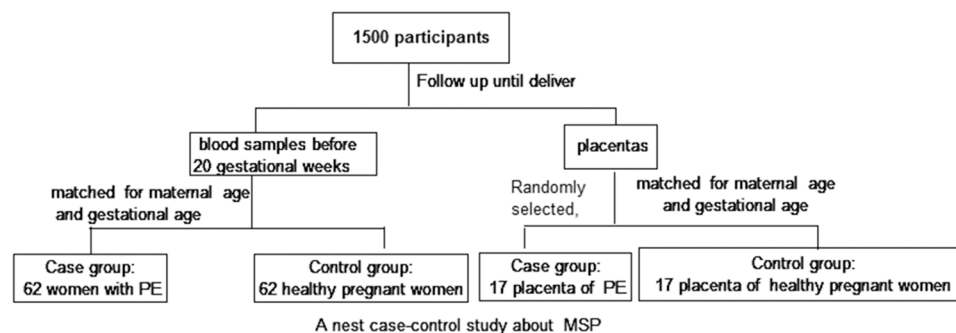 1500 participants
Follow up until deliver
blood samples before
20 gestational weeks
placentas
matched for maternal age
and gestational age
Randomly
selected,
matched for maternal age
and gestational age
Case group:
62 women with PE
Control group:
62 healthy pregnant women
Case group:
17 placenta of PE
Control group:
17 placenta of healthy pregnant women
A nest case-control study about MSP